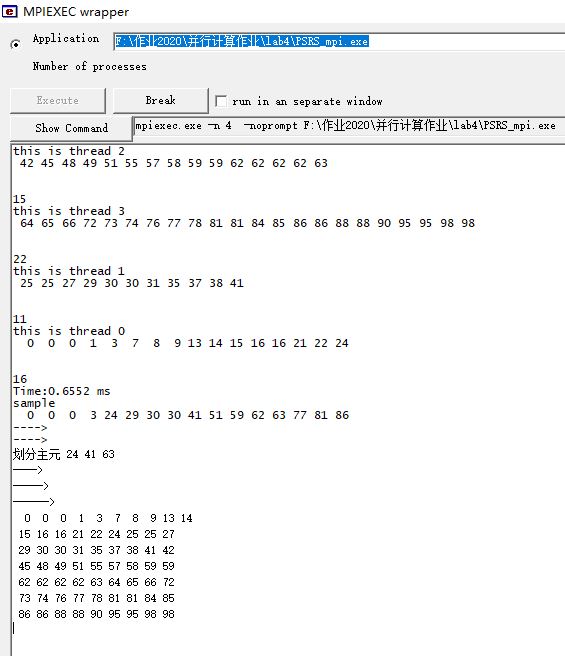 MPIEXEC wrapper
Application F:\作业2020\并行计算作业\lab4\PSRS_mpi.exe
Number of processes
Execute Break run in an separate window
Show Command mpiexec.exe -n 4 -noprompt F:\作业2020\并行计算作业\lab4\PSRS_mpi.exe
this is thread 2
42 45 48 49 51 55 57 58 59 59 62 62 62 62 63
15
this is thread 3
64 65 66 72 73 74 76 77 78 81 81 84 85 86 86 88 88 90 95 95 98 98
22
this is thread 1
25 25 27 29 30 30 31 35 37 38 41
11
this is thread 0
0 0 0 1 3 7 8 9 13 14 15 16 16 21 22 24
16
Time:0.6552 ms
sample
0 0 0 3 24 29 30 30 41 51 59 62 63 77 81 86
---->
---->
划分主元 24 41 63
——>
———>
————>
0 0 0 1 3 7 8 9 13 14
15 16 16 21 22 24 25 25 27
29 30 30 31 35 37 38 41 42
45 48 49 51 55 57 58 59 59
62 62 62 62 63 64 65 66 72
73 74 76 77 78 81 81 84 85
86 86 88 88 90 95 95 98 98